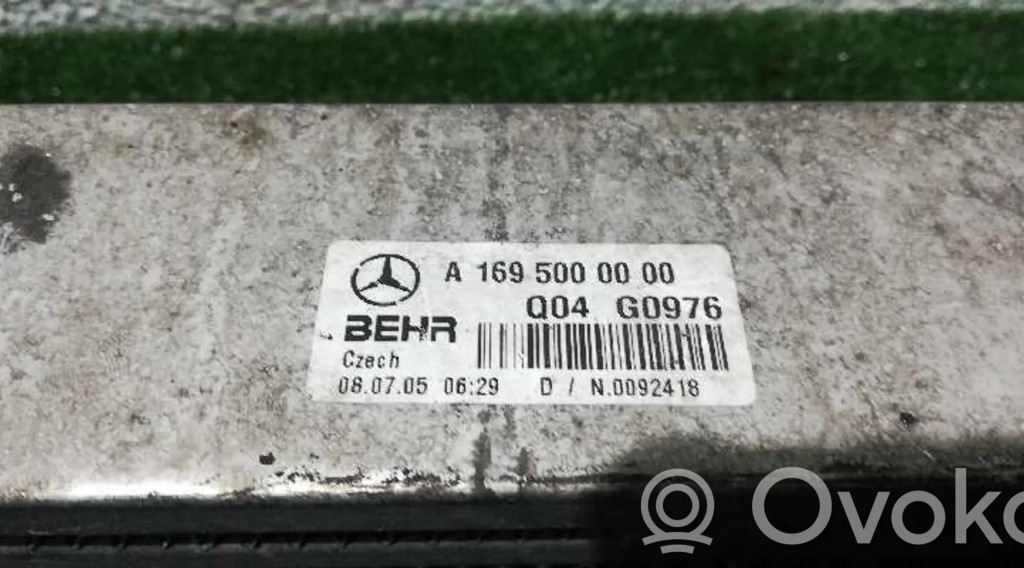 A 169 500 00 00
Q04 G0976
BEHR
Czech
08.07.05 06:29 D / N.0092418
Ovoko